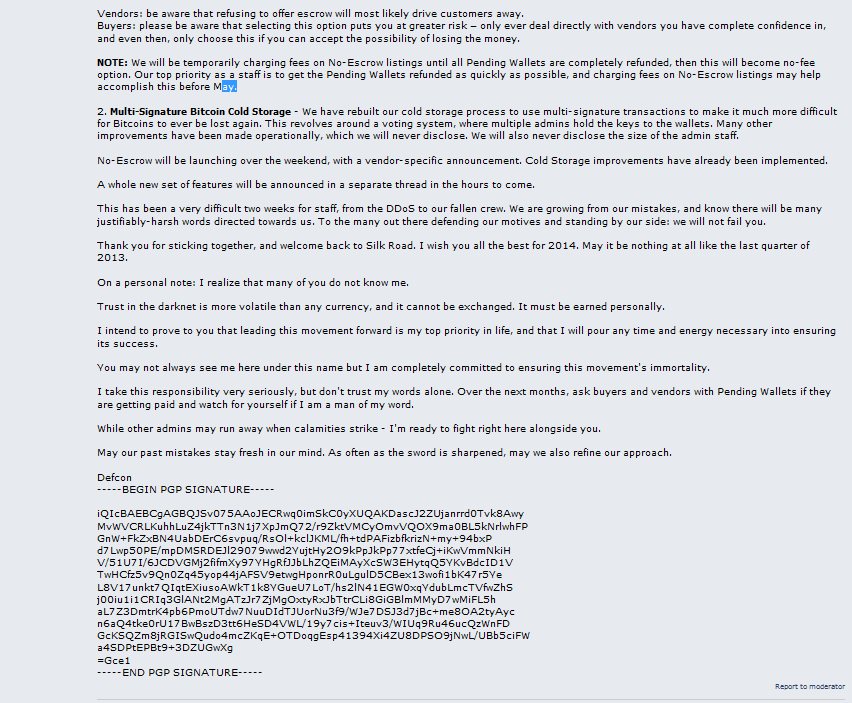 Vendors: be aware that refusing to offer escrow will most likely drive customers away.
Buyers: please be aware that selecting this option puts you at greater risk – only ever deal directly with vendors you have complete confidence in,
and even then, only choose this if you can accept the possibility of losing the money.
NOTE: We will be temporarily charging fees on No-Escrow listings until all Pending Wallets are completely refunded, then this will become no-fee
option. Our top priority as a staff is to get the Pending Wallets refunded as quickly as possible, and charging fees on No-Escrow listings may help
accomplish this before May.
2. Multi-Signature Bitcoin Cold Storage - We have rebuilt our cold storage process to use multi-signature transactions to make it much more difficult
for Bitcoins to ever be lost again. This revolves around a voting system, where multiple admins hold the keys to the wallets. Many other
improvements have been made operationally, which we will never disclose. We will also never disclose the size of the admin staff.
No-Escrow will be launching over the weekend, with a vendor-specific announcement. Cold Storage improvements have already been implemented.
A whole new set of features will be announced in a separate thread in the hours to come.
This has been a very difficult two weeks for staff, from the DDoS to our fallen crew. We are growing from our mistakes, and know there will be many
justifiably-harsh words directed towards us. To the many out there defending our motives and standing by our side: we will not fail you.
Thank you for sticking together, and welcome back to Silk Road. I wish you all the best for 2014. May it be nothing at all like the last quarter of
2013.
On a personal note: I realize that many of you do not know me.
Trust in the darknet is more volatile than any currency, and it cannot be exchanged. It must be earned personally.
I intend to prove to you that leading this movement forward is my top priority in life, and that I will pour any time and energy necessary into ensuring
its success.
You may not always see me here under this name but I am completely committed to ensuring this movement's immortality.
I take this responsibility very seriously, but don't trust my words alone. Over the next months, ask buyers and vendors with Pending Wallets if they
are getting paid and watch for yourself if I am a man of my word.
While other admins may run away when calamities strike - I'm ready to fight right here alongside you.
May our past mistakes stay fresh in our mind. As often as the sword is sharpened, may we also refine our approach.
Defcon
-----BEGIN PGP SIGNATURE-----
iQIcBAEBCgAGBQJSv075AAoJECRwq0imSkC0yXUQAKDascJ2ZUjanrrd0Tvk8Awy
MvWVCRLKuhhLuZ4jkTTn3N1j7XpJmQ72/r9ZktVMCyOmvVQOX9ma0BL5kNrlwhFP
GnW+FkZxBN4UabDErC6svpuq/RsOl+kclJKML/fh+tdPAFizbfkrizN+my+94bxP
d7Lwp50PE/mpDMSRDEJl29079wwd2YujtHy2O9kPpJkPp77xtfeCj+iKwVmmNkiH
V/51U7I/6JCDVGMj2fifmXy97YHgRfJJbLhZQEiMAyXcSW3EHytqQ5YKvBdcID1V
TwHCfz5v9Qn0Zq45yop44jAFSV9etwgHponrR0uLgulD5CBex13wofi1bK47r5Ye
L8V17unkt7QIqtEXiusoAWkT1k8YGueU7LoT/hs2lN41EGW0xqYdubLmcTVfwZhS
j00iu1i1CRIq3GlANt2MgATzJr7ZjMgOxtyRxJbTtrCLi8GiGBlmMMyD7wMiFL5h
aL7Z3DmtrK4pb6PmoUTdw7NuuDIdTJUorNu3f9/WJe7DSJ3d7jBc+me8OA2tyAyc
n6aQ4tke0rU17BwBszD3tt6HeSD4VWL/19y7cis+Iteuv3/WIUq9Ru46ucQzWnFD
GcKSQZm8jRGISwQudo4mcZKqE+OTDoqgEsp41394Xi4ZU8DPSO9jNwL/UBb5ciFW
a4SDPtEPBt9+3DZUGwXg
=Gce1
-----END PGP SIGNATURE-----
Report to moderator